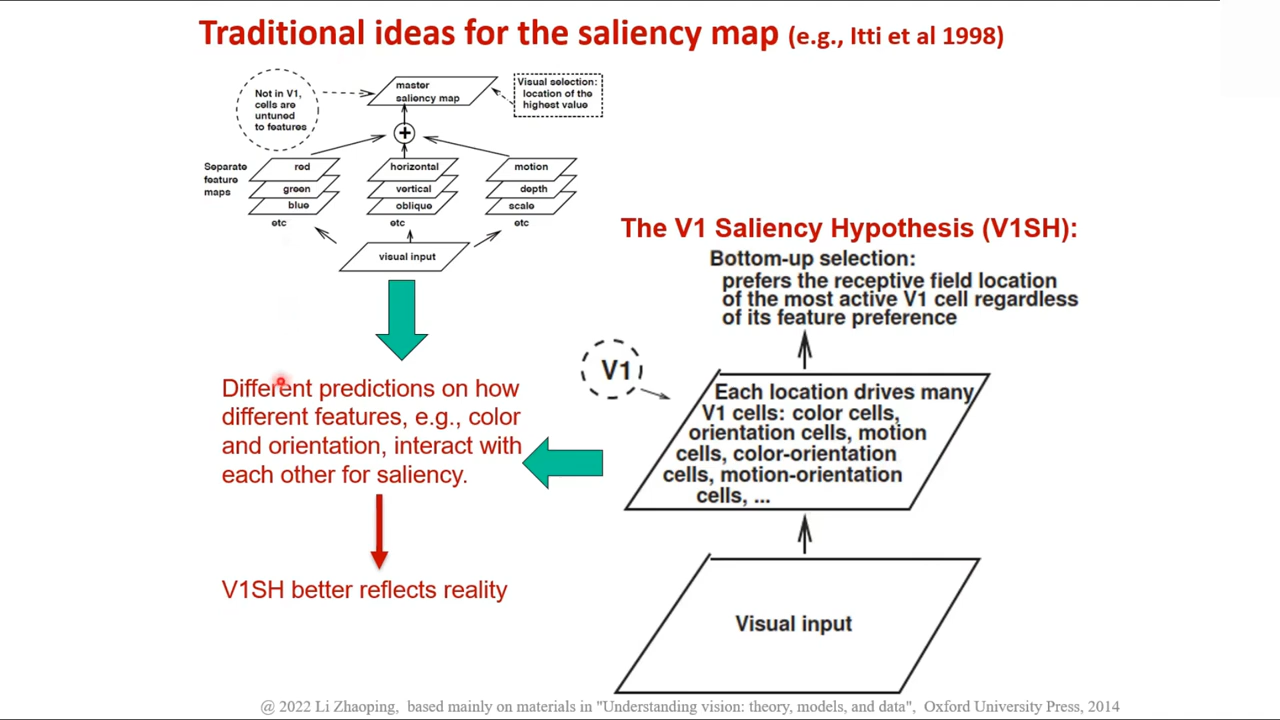 Traditional ideas for the saliency map (e.g., Itti et al 1998)
Not in V1,
cells are
untuned
to features
master
saliency map
Visual selection:
location of the
highest value
+
Separate
feature
maps
red
green
blue
etc
horizontal
vertical
oblique
etc
motion
depth
scale
etc
visual input
The V1 Saliency Hypothesis (V1SH):
Bottom-up selection:
prefers the receptive field location
of the most active V1 cell regardless
of its feature preference
V1
Each location drives many
V1 cells: color cells,
orientation cells, motion
cells, color-orientation
cells, motion-orientation
cells, ...
Visual input
Different predictions on how
different features, e.g., color
and orientation, interact with
each other for saliency.
V1SH better reflects reality
@ 2022 Li Zhaoping, based mainly on materials in "Understanding vision: theory, models, and data", Oxford University Press, 2014